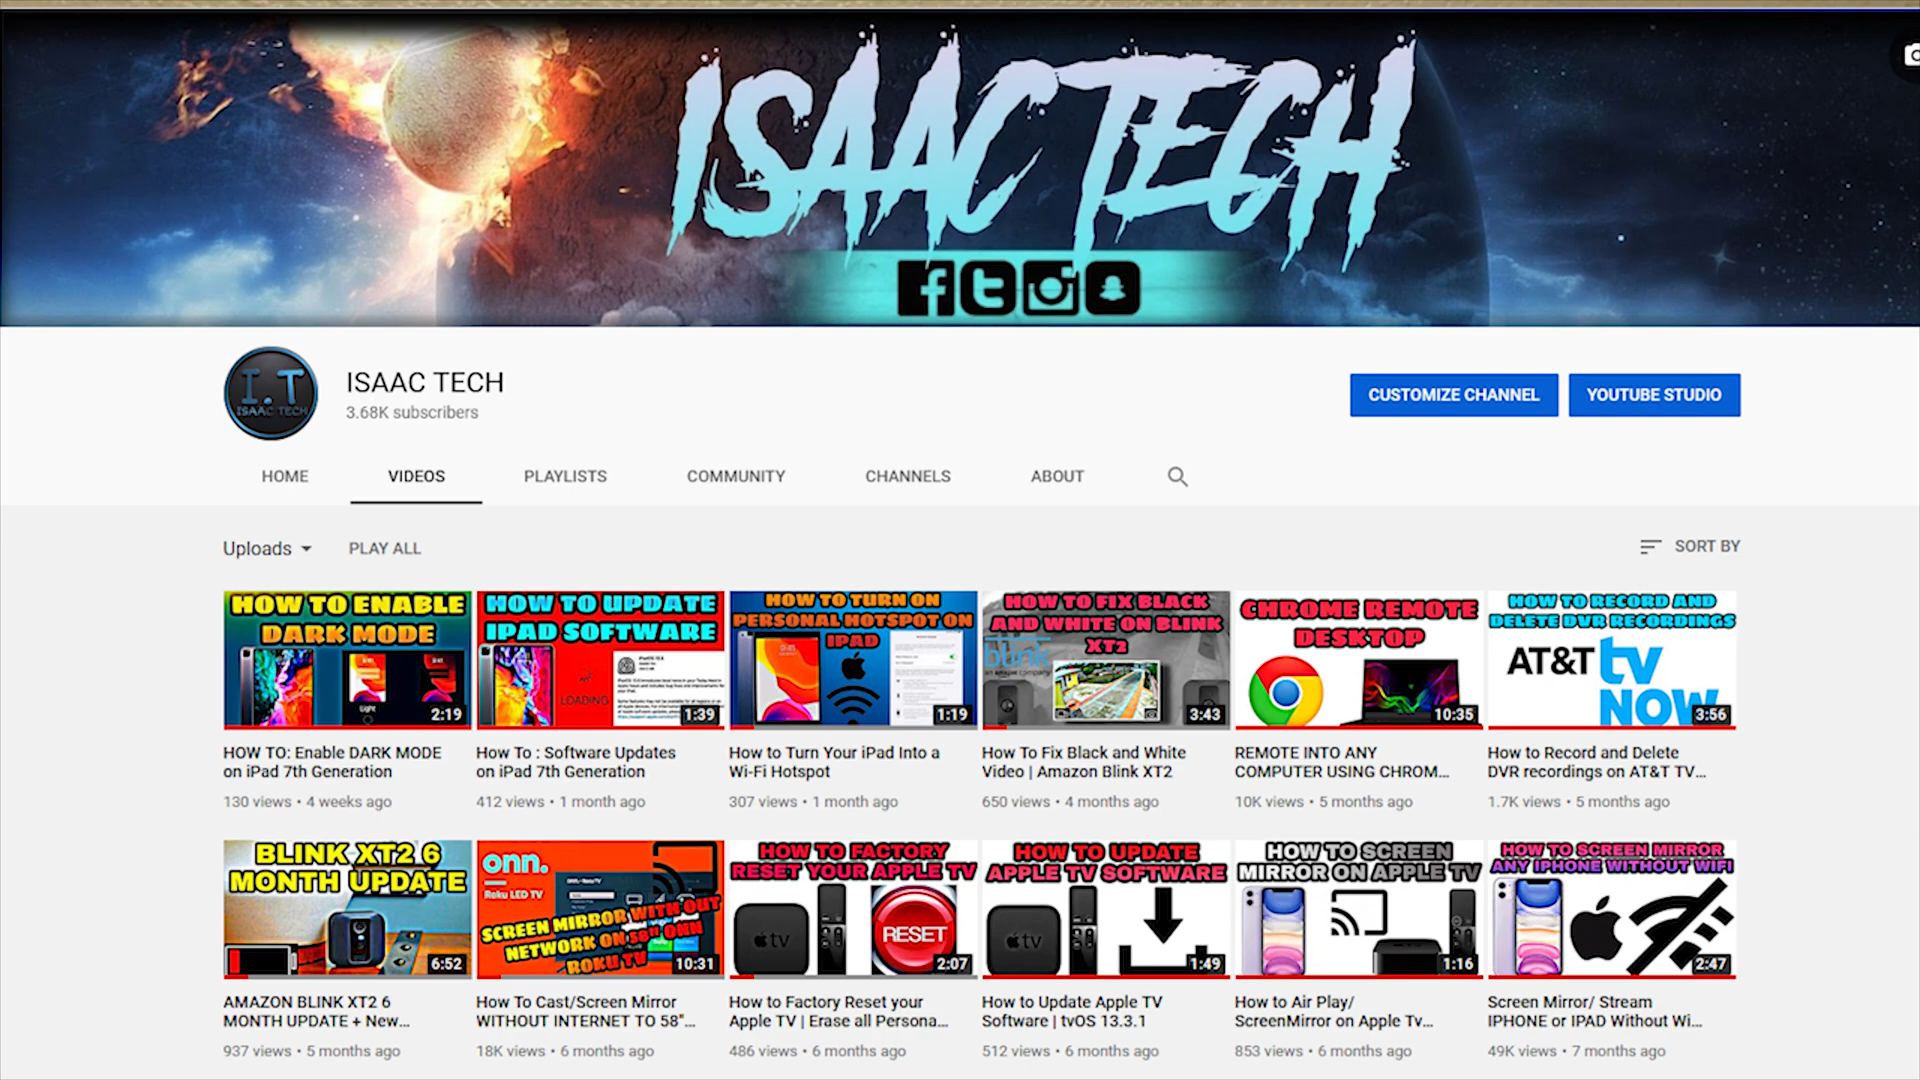 ISAAC TECH
ISAAC TECH
3.68K subscribers
I.T
ISAAC TECH
CUSTOMIZE CHANNEL
YOUTUBE STUDIO
HOME
VIDEOS
PLAYLISTS
COMMUNITY
CHANNELS
ABOUT
Uploads
PLAY ALL
SORT BY
HOW TO ENABLE
DARK MODE
Light
2:19
HOW TO UPDATE
IPAD SOFTWARE
LOADING
1:39
HOW TO TURN ON
PERSONAL HOTSPOT ON
IPAD
1:19
HOW TO FIX BLACK
AND WHITE ON BLINK
XT2
blink
an amazon company
3:43
CHROME REMOTE
DESKTOP
10:35
HOW TO RECORD AND
DELETE DVR RECORDINGS
AT&T tv
NOW
3:56
HOW TO: Enable DARK MODE
on iPad 7th Generation
130 views • 4 weeks ago
How To : Software Updates
on iPad 7th Generation
412 views • 1 month ago
How to Turn Your iPad Into a
Wi-Fi Hotspot
307 views • 1 month ago
How To Fix Black and White
Video | Amazon Blink XT2
650 views • 4 months ago
REMOTE INTO ANY
COMPUTER USING CHROM...
10K views • 5 months ago
How to Record and Delete
DVR recordings on AT&T TV...
1.7K views • 5 months ago
BLINK XT2 6
MONTH UPDATE
6:52
onn.
Roku LED TV
SCREEN MIRROR WITH OUT
NETWORK ON 58" ONN
ROKU TV
10:31
HOW TO FACTORY
RESET YOUR APPLE TV
tv
RESET
2:07
HOW TO UPDATE
APPLE TV SOFTWARE
tv
1:49
HOW TO SCREEN
MIRROR ON APPLE TV
1:16
HOW TO SCREEN MIRROR
ANY IPHONE WITHOUT WIFI
2:47
AMAZON BLINK XT2 6
MONTH UPDATE + New...
937 views • 5 months ago
How To Cast/Screen Mirror
WITHOUT INTERNET TO 58"...
18K views • 6 months ago
How to Factory Reset your
Apple TV | Erase all Persona...
486 views • 6 months ago
How to Update Apple TV
Software | tvOS 13.3.1
512 views • 6 months ago
How to Air Play/
ScreenMirror on Apple Tv...
853 views • 6 months ago
Screen Mirror/ Stream
IPHONE or IPAD Without Wi...
49K views • 7 months ago